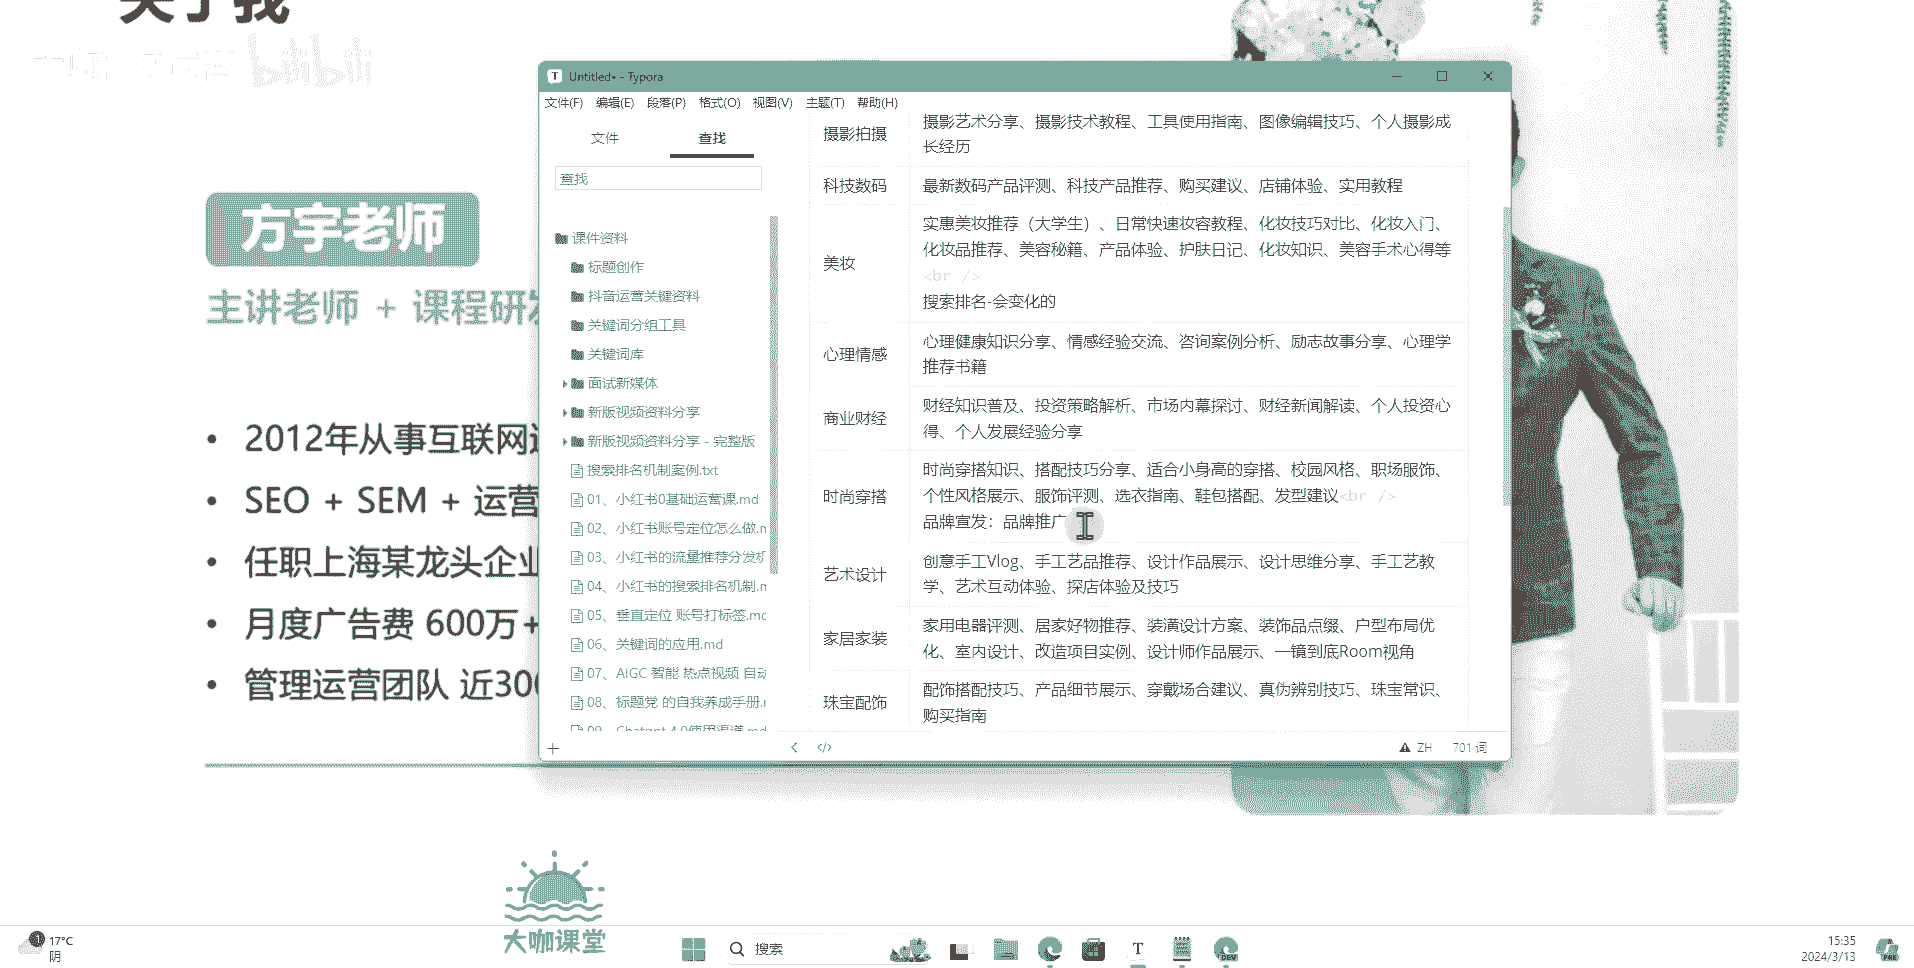 关于我
bilibili
方宇老师
主讲老师 + 课程研发
2012年从事互联网
SEO + SEM + 运营
任职上海某龙头企业
月度广告费 600万+
管理运营团队 近300
Untitled• - Typora
文件(F) 编辑(E) 段落(P) 格式(O) 视图(V) 主题(T) 帮助(H)
文件 查找
查找
课件资料
标题创作
抖音运营关键资料
关键词分组工具
关键词库
面试新媒体
新版视频资料分享
新版视频资料分享 - 完整版
搜索排名机制案例.txt
01、小红书0基础运营课.md
02、小红书账号定位怎么做.m
03、小红书的流量推荐分发机
04、小红书的搜索排名机制.m
05、垂直定位 账号打标签.md
06、关键词的应用.md
07、AIGC 智能 热点视频 自动
08、标题党 的自我养成手册.m
09、Chatgpt 4.0使用渠道.md
摄影拍摄
摄影艺术分享、摄影技术教程、工具使用指南、图像编辑技巧、个人摄影成
长经历
科技数码
最新数码产品评测、科技产品推荐、购买建议、店铺体验、实用教程
美妆
实惠美妆推荐（大学生）、日常快速妆容教程、化妆技巧对比、化妆入门、
化妆品推荐、美容秘籍、产品体验、护肤日记、化妆知识、美容手术心得等
<br />
搜索排名-会变化的
心理情感
心理健康知识分享、情感经验交流、咨询案例分析、励志故事分享、心理学
推荐书籍
商业财经
财经知识普及、投资策略解析、市场内幕探讨、财经新闻解读、个人投资心
得、个人发展经验分享
时尚穿搭
时尚穿搭知识、搭配技巧分享、适合小身高的穿搭、校园风格、职场服饰、
个性风格展示、服饰评测、选衣指南、鞋包搭配、发型建议<br />
品牌宣发：品牌推广
艺术设计
创意手工Vlog、手工艺品推荐、设计作品展示、设计思维分享、手工艺教
学、艺术互动体验、探店体验及技巧
家居家装
家用电器评测、居家好物推荐、装潢设计方案、装饰品点缀、户型布局优
化、室内设计、改造项目实例、设计师作品展示、一镜到底Room视角
珠宝配饰
配饰搭配技巧、产品细节展示、穿戴场合建议、真伪辨别技巧、珠宝常识、
购买指南
ZH 701 词
大咖课堂
1
17°C
阴
搜索
15:35
2024/3/13